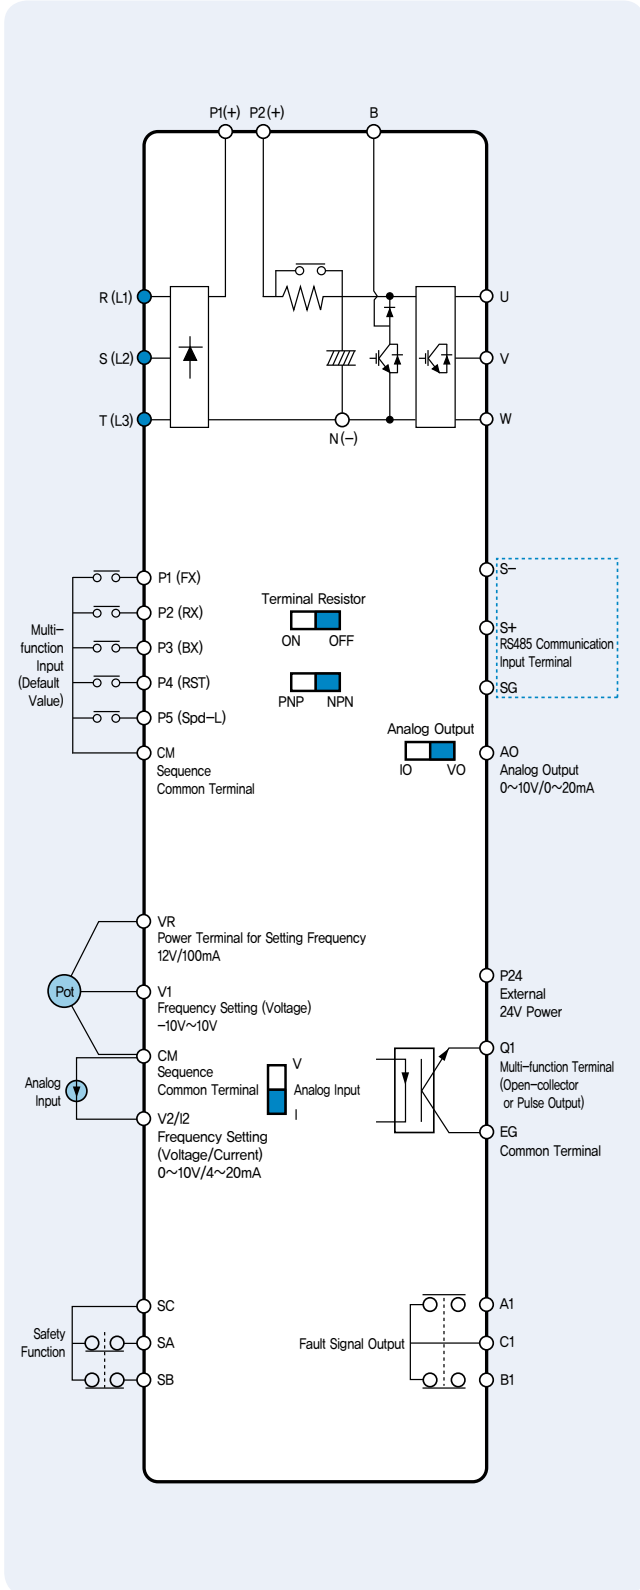 P1(+) P2(+) B
R (L1)
U
S (L2)
V
T (L3)
W
N(−)
P1 (FX)
P2 (RX)
P3 (BX)
P4 (RST)
P5 (Spd−L)
CM
Sequence
Common Terminal
Multi−
function
Input
(Default
Value)
Terminal Resistor
ON OFF
PNP NPN
Analog Output
IO VO
S−
S+
RS485 Communication
Input Terminal
SG
AO
Analog Output
0~10V/0~20mA
VR
Power Terminal for Setting Frequency
12V/100mA
Pot
V1
Frequency Setting (Voltage)
−10V~10V
CM
Sequence
Common Terminal
Analog
Input
V2/I2
Frequency Setting
(Voltage/Current)
0~10V/4~20mA
V
Analog Input
I
P24
External
24V Power
Q1
Multi−function Terminal
(Open−collector
or Pulse Output)
EG
Common Terminal
Safety
Function
SC
SA
SB
Fault Signal Output
A1
C1
B1